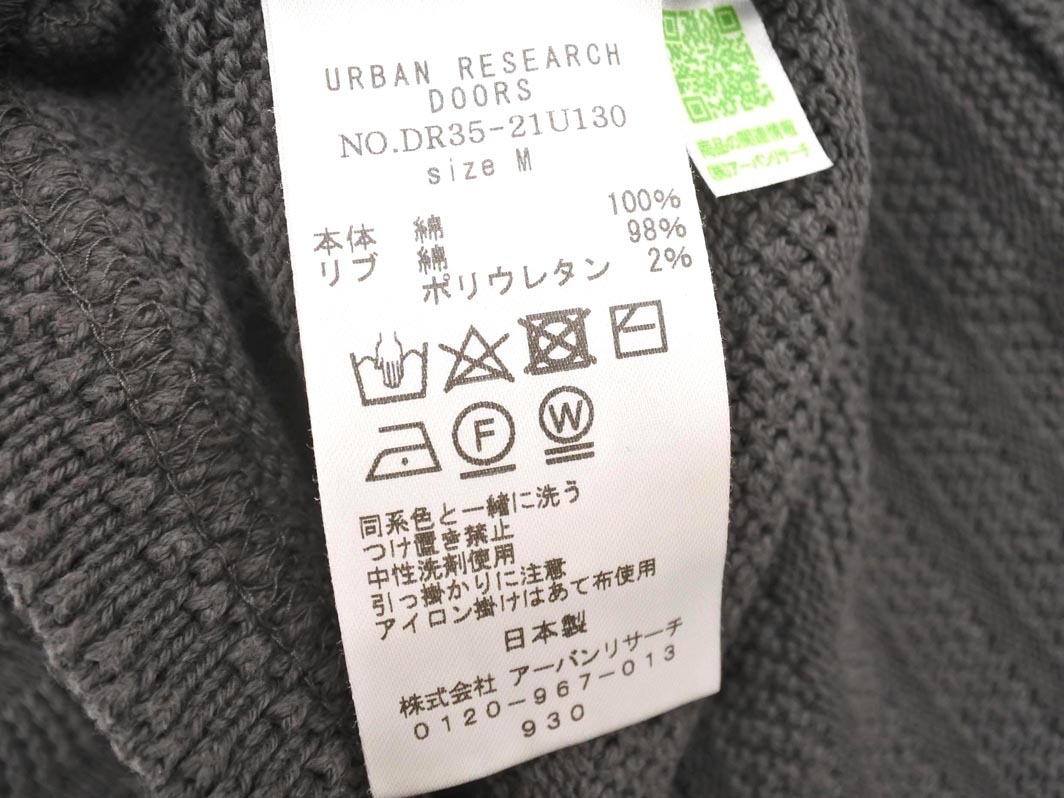 URBAN RESEARCH
DOORS
NO.DR35-21U130
size M
本体 綿 100%
リブ 綿 98%
ポリウレタン 2%
F
W
同系色と一緒に洗う
つけ置き禁止
中性洗剤使用
引っ掛かりに注意
アイロン掛けはあて布使用
日本製
株式会社 アーバンリサーチ
0120-967-013
930
商品の関連情報
(株)アーバンリサーチ